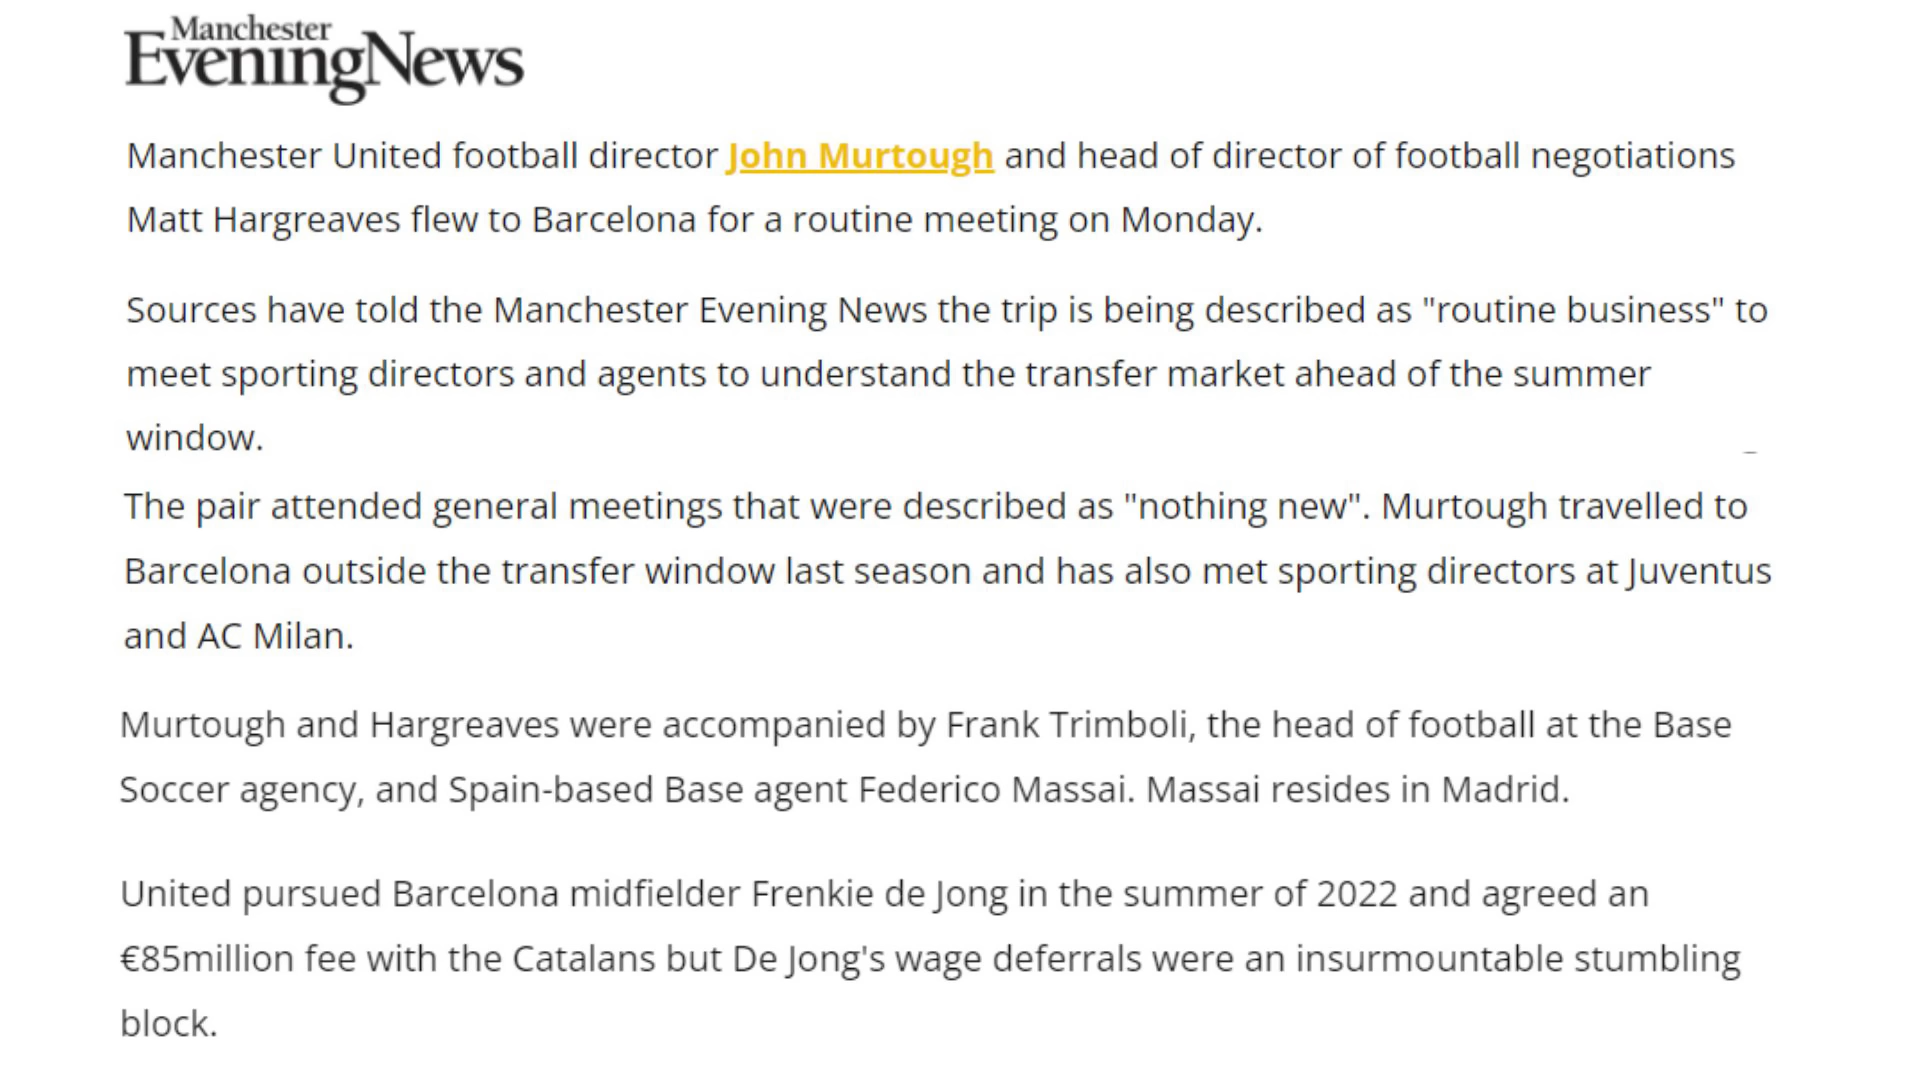 Manchester
EveningNews
Manchester United football director John Murtough and head of director of football negotiations
Matt Hargreaves flew to Barcelona for a routine meeting on Monday.
Sources have told the Manchester Evening News the trip is being described as "routine business" to
meet sporting directors and agents to understand the transfer market ahead of the summer
window.
The pair attended general meetings that were described as "nothing new". Murtough travelled to
Barcelona outside the transfer window last season and has also met sporting directors at Juventus
and AC Milan.
Murtough and Hargreaves were accompanied by Frank Trimboli, the head of football at the Base
Soccer agency, and Spain-based Base agent Federico Massai. Massai resides in Madrid.
United pursued Barcelona midfielder Frenkie de Jong in the summer of 2022 and agreed an
€85million fee with the Catalans but De Jong's wage deferrals were an insurmountable stumbling
block.